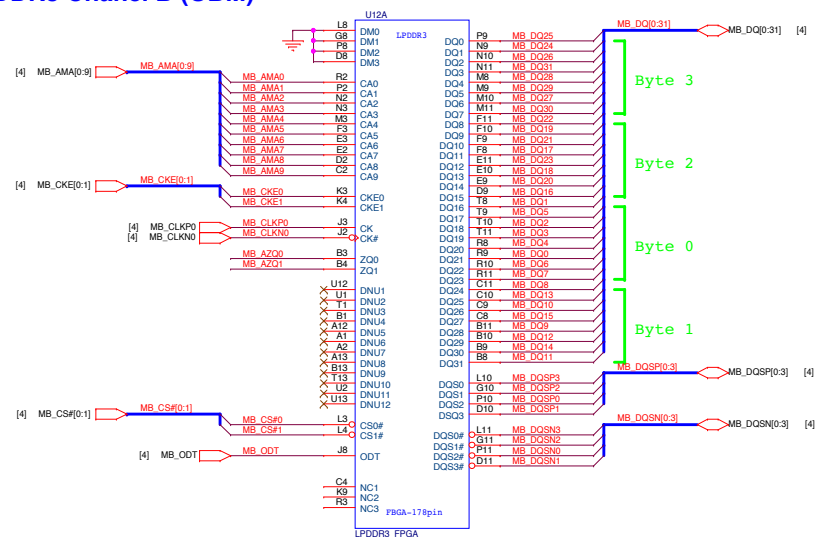 U12A
LPDDR3
MB_DQ[0:31] MB_DQ[0:31] [4]
L8 DM0
G8 DM1
P8 DM2
D8 DM3
P9 DQ0 MB_DQ25
N9 DQ1 MB_DQ24
N10 DQ2 MB_DQ26
N11 DQ3 MB_DQ31
M8 DQ4 MB_DQ28
M9 DQ5 MB_DQ29
M10 DQ6 MB_DQ27
M11 DQ7 MB_DQ30
Byte 3
F11 DQ8 MB_DQ22
F10 DQ9 MB_DQ19
F9 DQ10 MB_DQ21
F8 DQ11 MB_DQ17
E11 DQ12 MB_DQ23
E10 DQ13 MB_DQ18
E9 DQ14 MB_DQ20
D9 DQ15 MB_DQ16
Byte 2
T8 DQ16 MB_DQ1
T9 DQ17 MB_DQ5
T10 DQ18 MB_DQ2
T11 DQ19 MB_DQ3
R8 DQ20 MB_DQ4
R9 DQ21 MB_DQ0
R10 DQ22 MB_DQ6
R11 DQ23 MB_DQ7
Byte 0
C11 DQ24 MB_DQ8
C10 DQ25 MB_DQ13
C9 DQ26 MB_DQ10
C8 DQ27 MB_DQ15
B11 DQ28 MB_DQ9
B10 DQ29 MB_DQ12
B9 DQ30 MB_DQ14
B8 DQ31 MB_DQ11
Byte 1
[4] MB_AMA[0:9] MB_AMA[0:9]
MB_AMA0 R2 CA0
MB_AMA1 P2 CA1
MB_AMA2 N2 CA2
MB_AMA3 N3 CA3
MB_AMA4 M3 CA4
MB_AMA5 F3 CA5
MB_AMA6 E3 CA6
MB_AMA7 E2 CA7
MB_AMA8 D2 CA8
MB_AMA9 C2 CA9
[4] MB_CKE[0:1] MB_CKE[0:1]
MB_CKE0 K3 CKE0
MB_CKE1 K4 CKE1
[4] MB_CLKP0 MB_CLKP0 J3 CK
[4] MB_CLKN0 MB_CLKN0 J2 CK#
MB_AZQ0 B3 ZQ0
MB_AZQ1 B4 ZQ1
U12 DNU1
U1 DNU2
T1 DNU3
B1 DNU4
A12 DNU5
A1 DNU6
A2 DNU7
A13 DNU8
B13 DNU9
T13 DNU10
U2 DNU11
U13 DNU12
MB_DQSP[0:3] MB_DQSP[0:3] [4]
L10 DQS0 MB_DQSP3
G10 DQS1 MB_DQSP2
P10 DQS2 MB_DQSP0
D10 DSQ3 MB_DQSP1
[4] MB_CS#[0:1] MB_CS#[0:1]
MB_CS#0 L3 CS0#
MB_CS#1 L4 CS1#
MB_DQSN[0:3] MB_DQSN[0:3] [4]
L11 DQS0# MB_DQSN3
G11 DQS1# MB_DQSN2
P11 DQS2# MB_DQSN0
D11 DQS3# MB_DQSN1
[4] MB_ODT MB_ODT J8 ODT
C4 NC1
K9 NC2
R3 NC3
FBGA-178pin
LPDDR3_FPGA